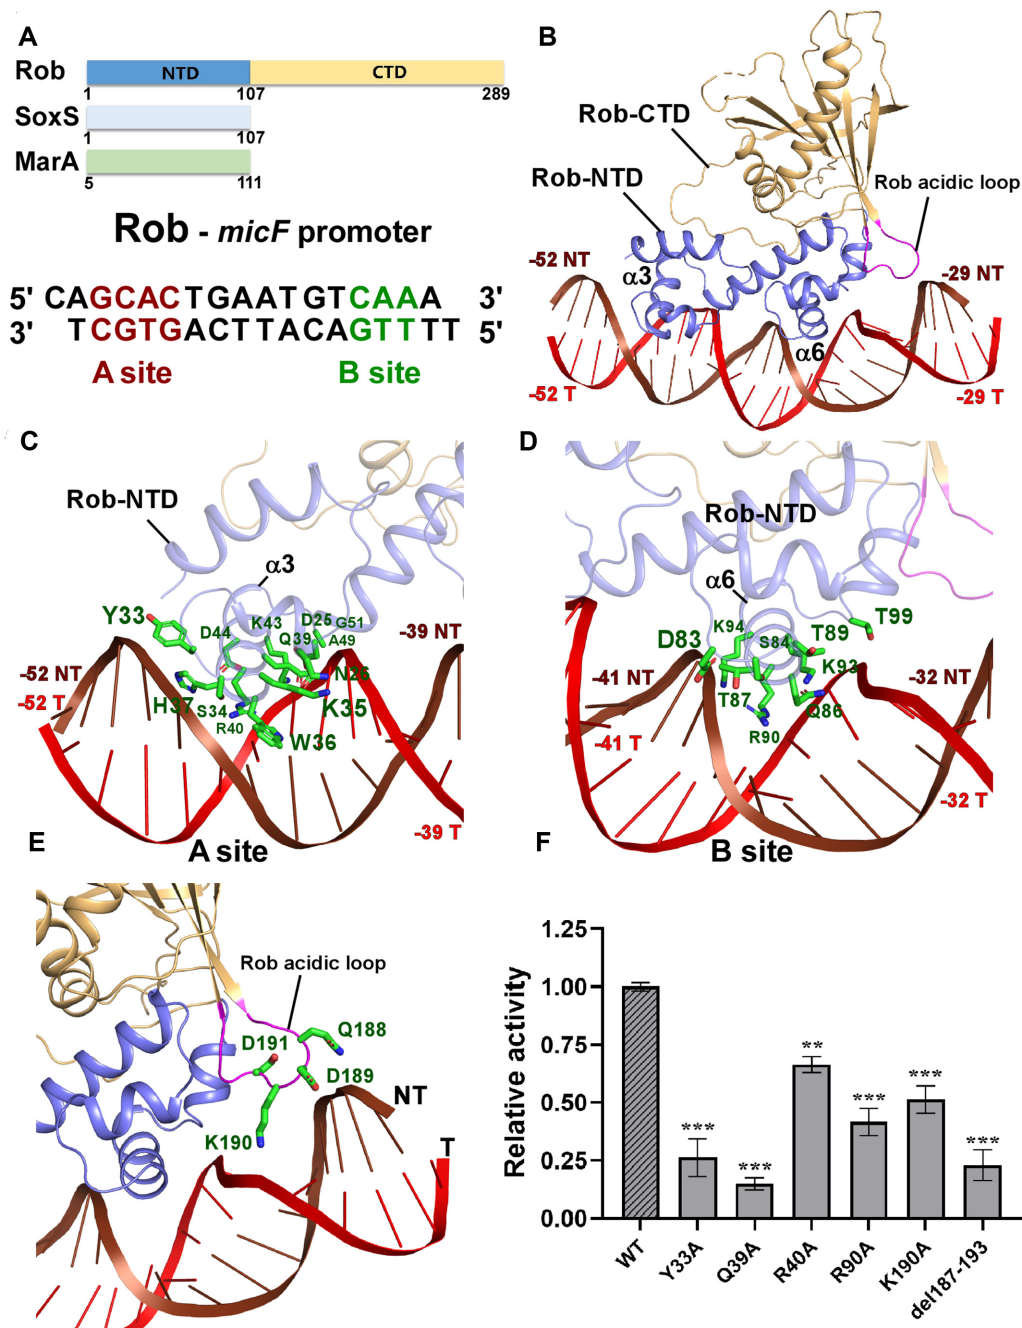 A
Rob
NTD
CTD
1
107
289
SoxS
1
107
MarA
5
111
Rob - micF promoter
5' CAGCACTGAATGTCAAA 3'
3' TCGTGACTTACAGTTTT 5'
A site
B site
B
Rob-CTD
Rob-NTD
Rob acidic loop
-52 NT
-29 NT
α3
α6
-52 T
-29 T
C
Rob-NTD
α3
Y33
D44
K43
D25
G51
Q39
A49
-39 NT
-52 NT
N26
-52 T
H37
S34
K35
R40
W36
-39 T
A site
D
Rob-NTD
α6
T99
K94
T89
D83
S84
K93
-41 NT
-32 NT
T87
Q86
R90
-41 T
-32 T
B site
E
Rob acidic loop
Q188
D191
D189
NT
K190
T
F
Relative activity
1.25
1.00
0.75
0.50
0.25
0.00
***
***
**
***
***
***
WT
Y33A
Q39A
R40A
R90A
K190A
del187-193